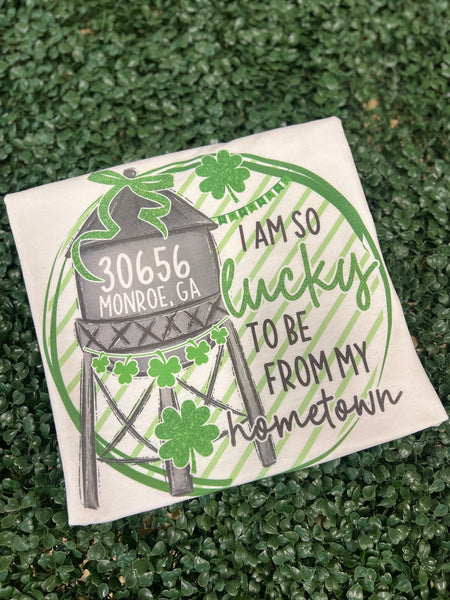 30656
MONROE, GA
I AM SO
lucky
TO BE
FROM MY
hometown